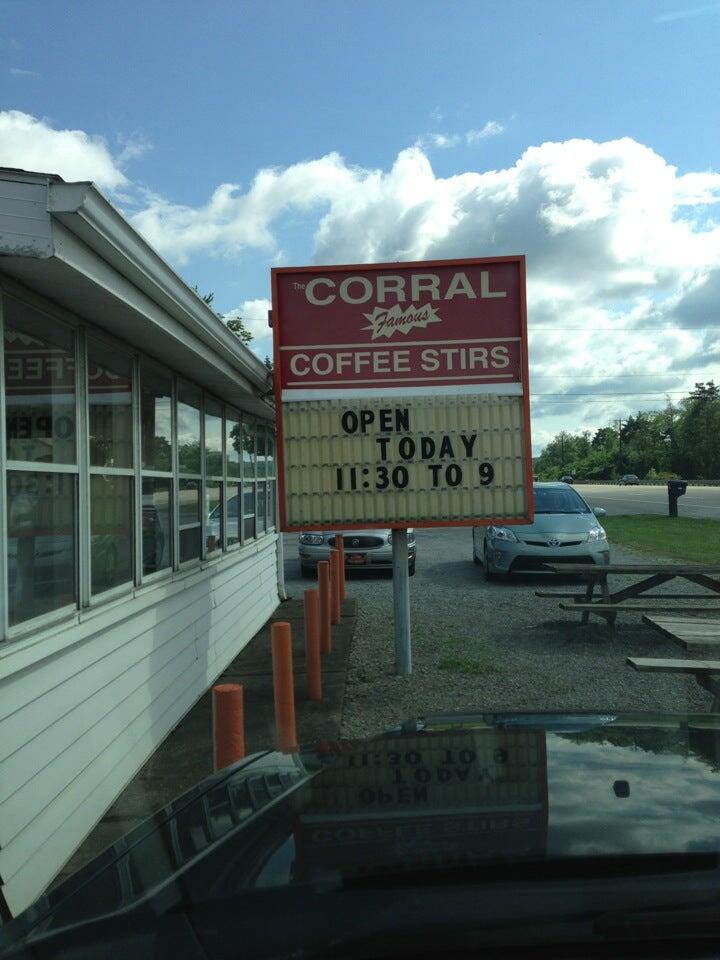 The CORRAL
Famous
COFFEE STIRS
OPEN
TODAY
11:30 TO 9